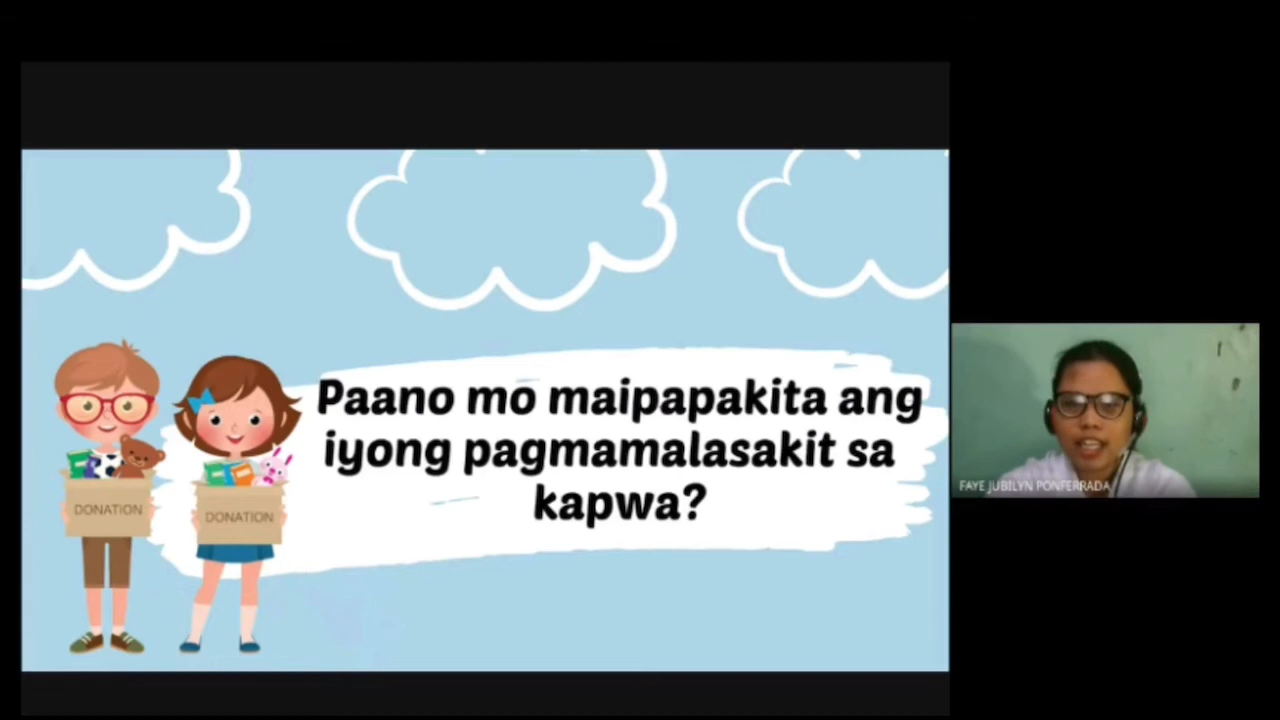 Paano mo maipapakita ang
iyong pagmamalasakit sa
kapwa?
DONATION
DONATION
FAYE JUBILYN PONFERRADA